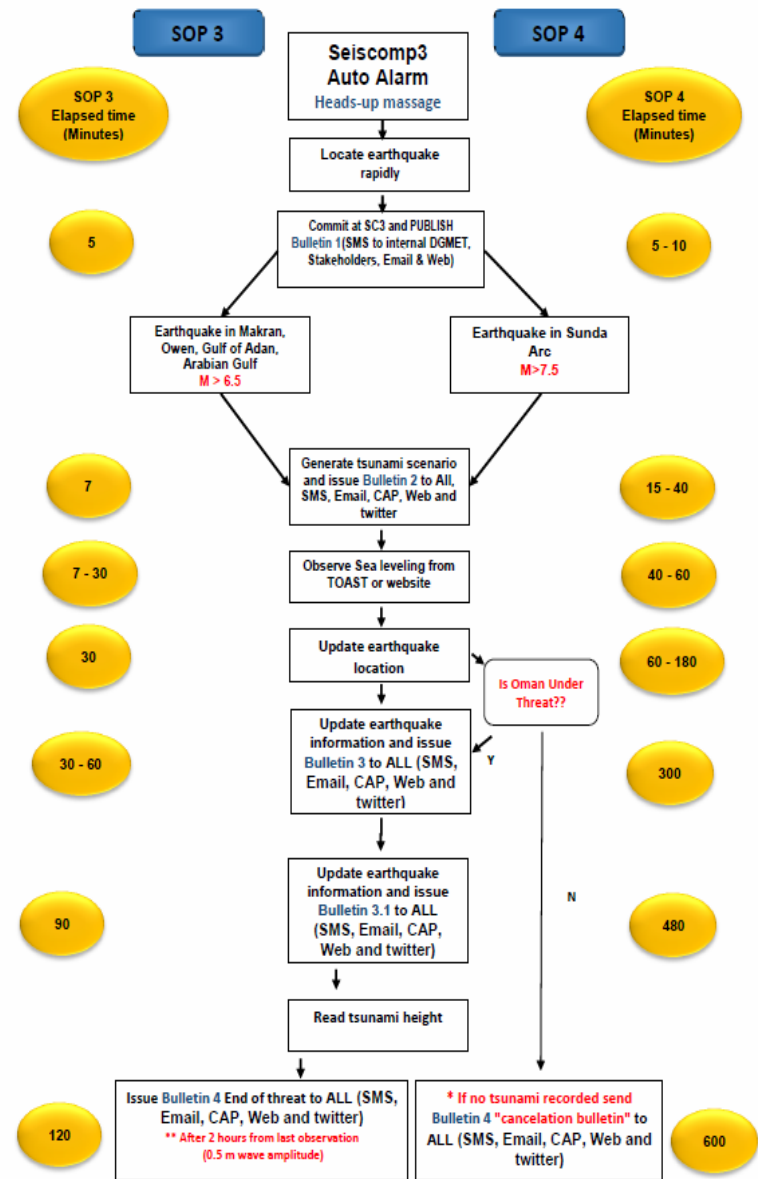 SOP 3
SOP 4
Seiscomp3
Auto Alarm
Heads-up massage
SOP 3
Elapsed time
(Minutes)
SOP 4
Elapsed time
(Minutes)
Locate earthquake
rapidly
5
Commit at SC3 and PUBLISH
Bulletin 1(SMS to internal DGMET,
Stakeholders, Email & Web)
5 - 10
Earthquake in Makran,
Owen, Gulf of Adan,
Arabian Gulf
M > 6.5
Earthquake in Sunda
Arc
M>7.5
7
Generate tsunami scenario
and issue Bulletin 2 to All,
SMS, Email, CAP, Web and
twitter
15 - 40
7 - 30
Observe Sea leveling from
TOAST or website
40 - 60
30
Update earthquake
location
60 - 180
Is Oman Under
Threat??
30 - 60
Update earthquake
information and issue
Bulletin 3 to ALL (SMS,
Email, CAP, Web and
twitter)
Y
300
90
Update earthquake
information and issue
Bulletin 3.1 to ALL
(SMS, Email, CAP,
Web and twitter)
N
480
Read tsunami height
120
Issue Bulletin 4 End of threat to ALL (SMS,
Email, CAP, Web and twitter)
** After 2 hours from last observation
(0.5 m wave amplitude)
* If no tsunami recorded send
Bulletin 4 "cancelation bulletin" to
ALL (SMS, Email, CAP, Web and
twitter)
600